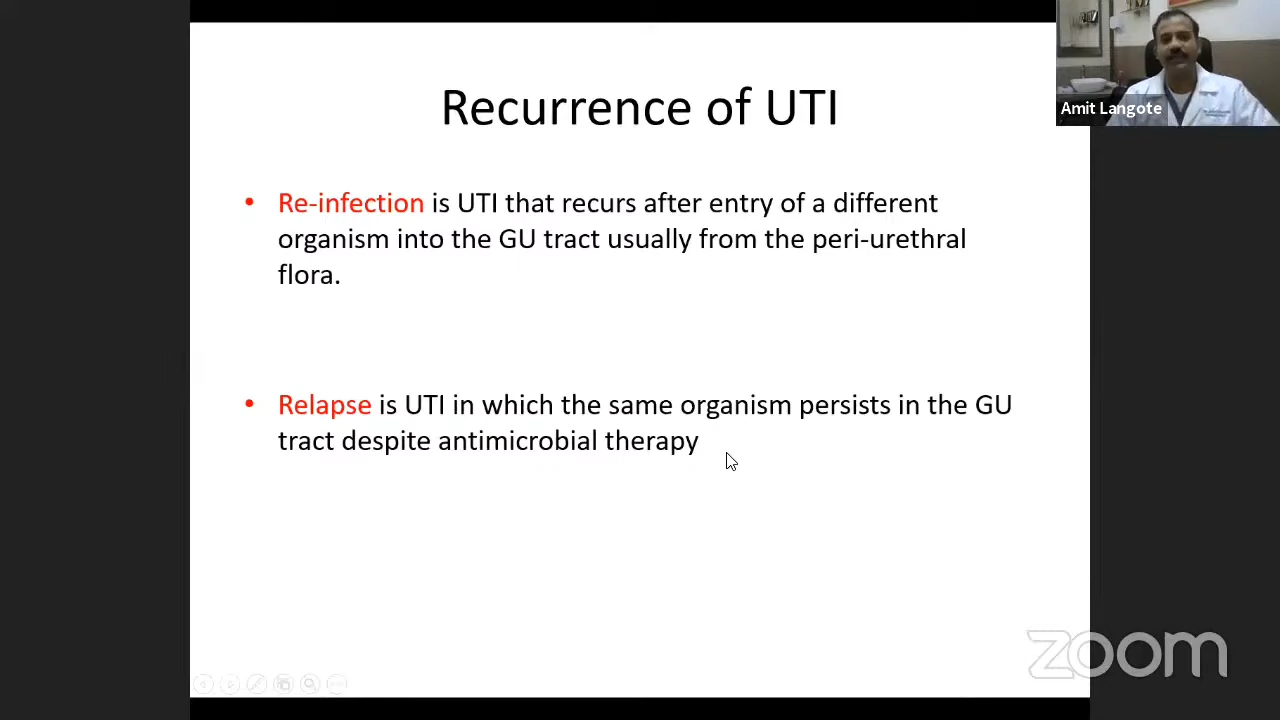 Recurrence of UTI
Amit Langote
• Re-infection is UTI that recurs after entry of a different
organism into the GU tract usually from the peri-urethral
flora.
• Relapse is UTI in which the same organism persists in the GU
tract despite antimicrobial therapy
zoom